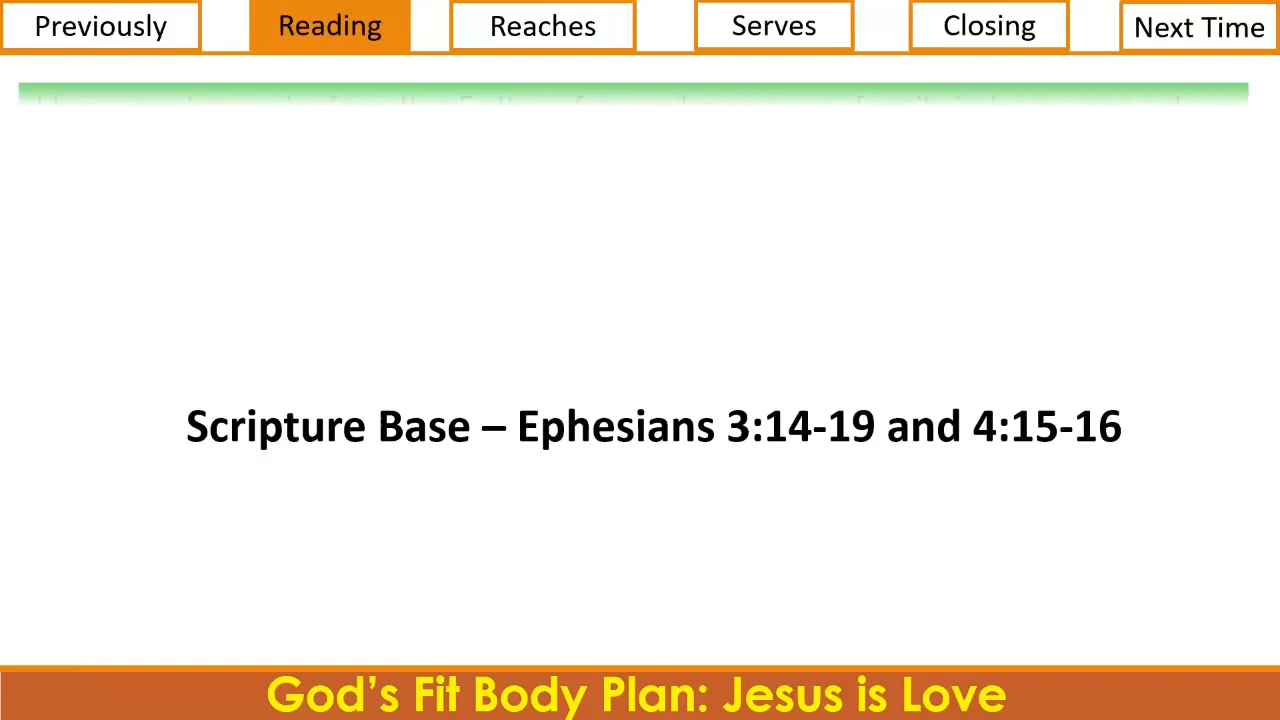 Previously
Reading
Reaches
Serves
Closing
Next Time
Scripture Base – Ephesians 3:14-19 and 4:15-16
God’s Fit Body Plan: Jesus is Love